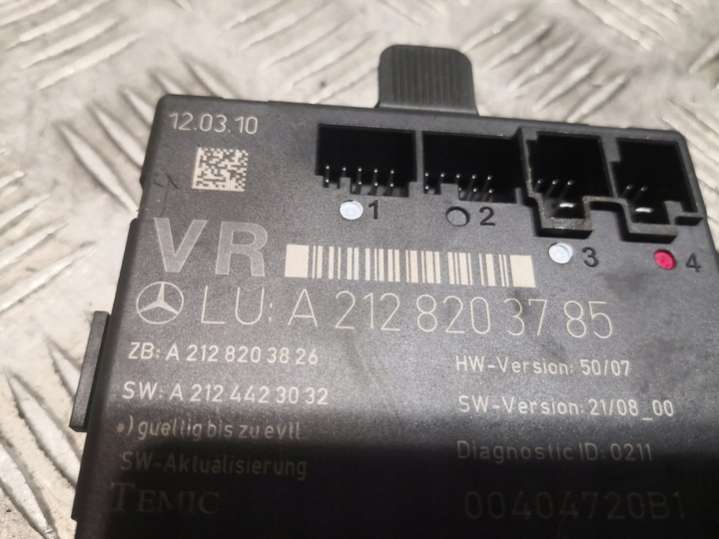 12.03.10
1 2 3 4
VR
LU: A 212 820 37 85
ZB: A 212 820 38 26
HW-Version: 50/07
SW: A 212 442 30 32
SW-Version: 21/08_00
*) gueltig bis zu evtl
Diagnostic ID: 0211
SW-Aktualisierung
TEMIC
00404720B1